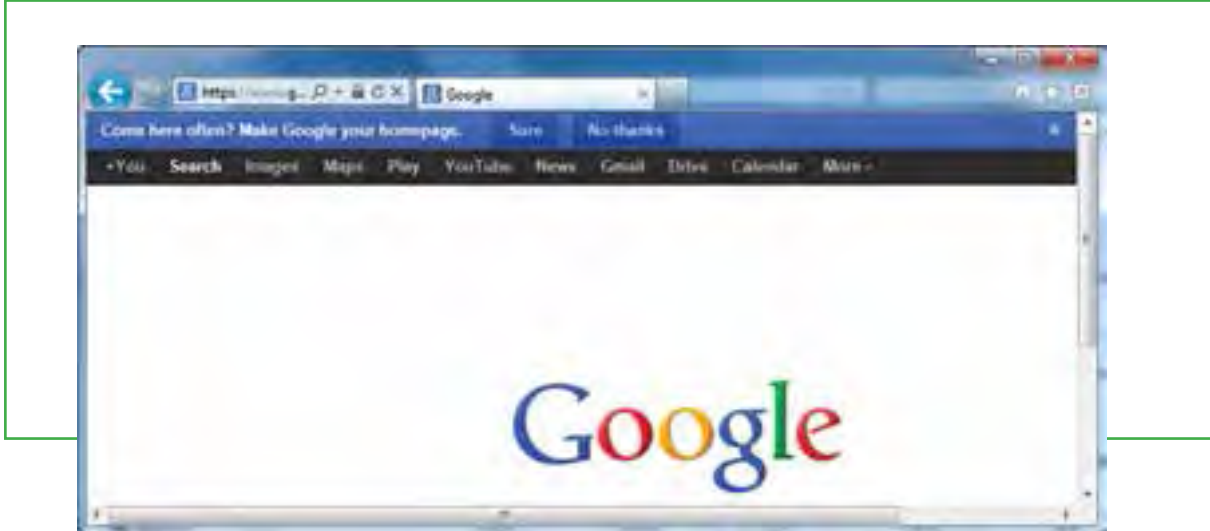 https://www.g... Google
Come here often? Make Google your homepage. Sure No thanks
+You Search Images Maps Play YouTube News Gmail Drive Calendar More
Google